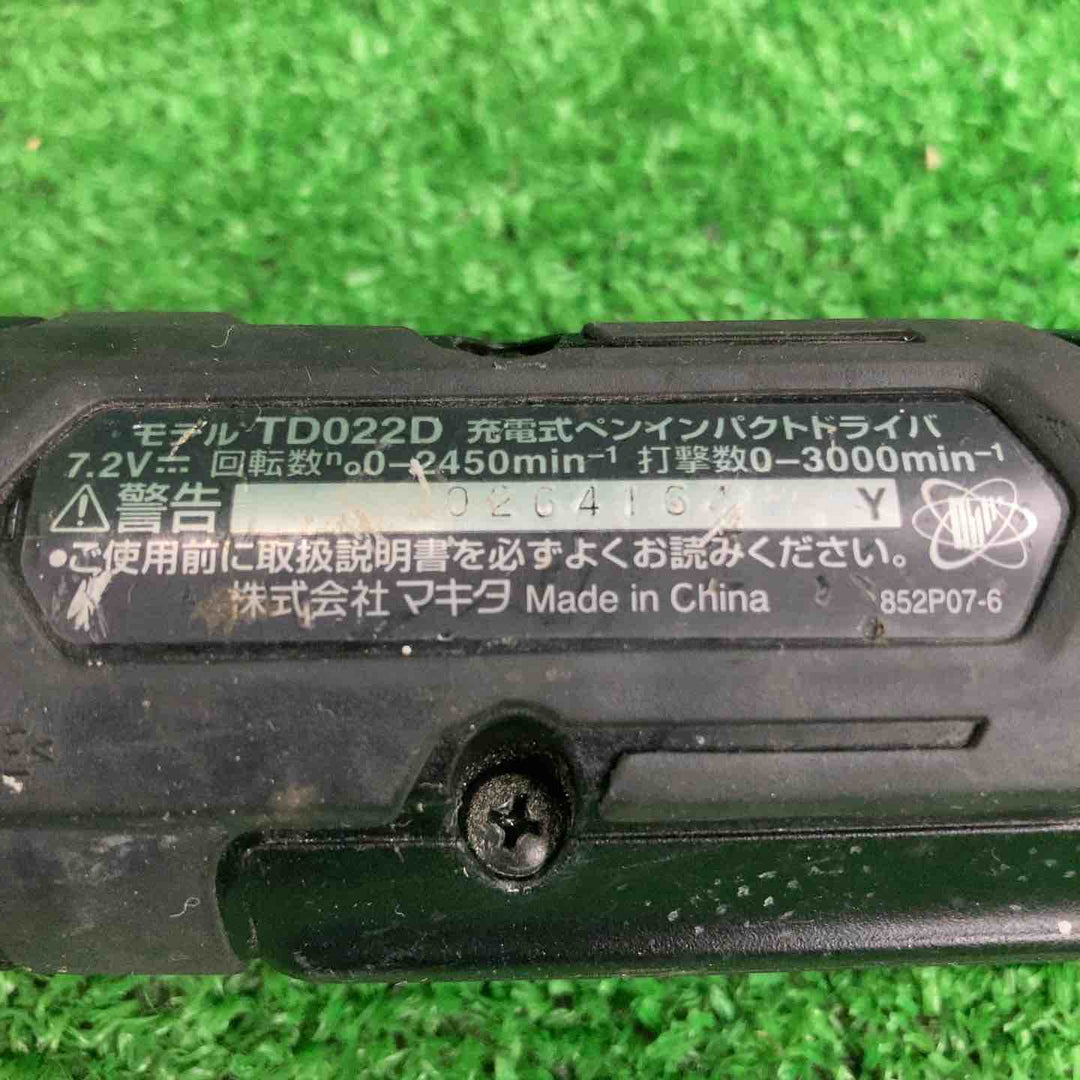 モデル TD022D 充電式ペンインパクトドライバ
7.2V⎓ 回転数n₀0-2450min⁻¹ 打撃数0-3000min⁻¹
⚠警告 0264164 Y
●ご使用前に取扱説明書を必ずよくお読みください。
株式会社 マキタ Made in China 852P07-6